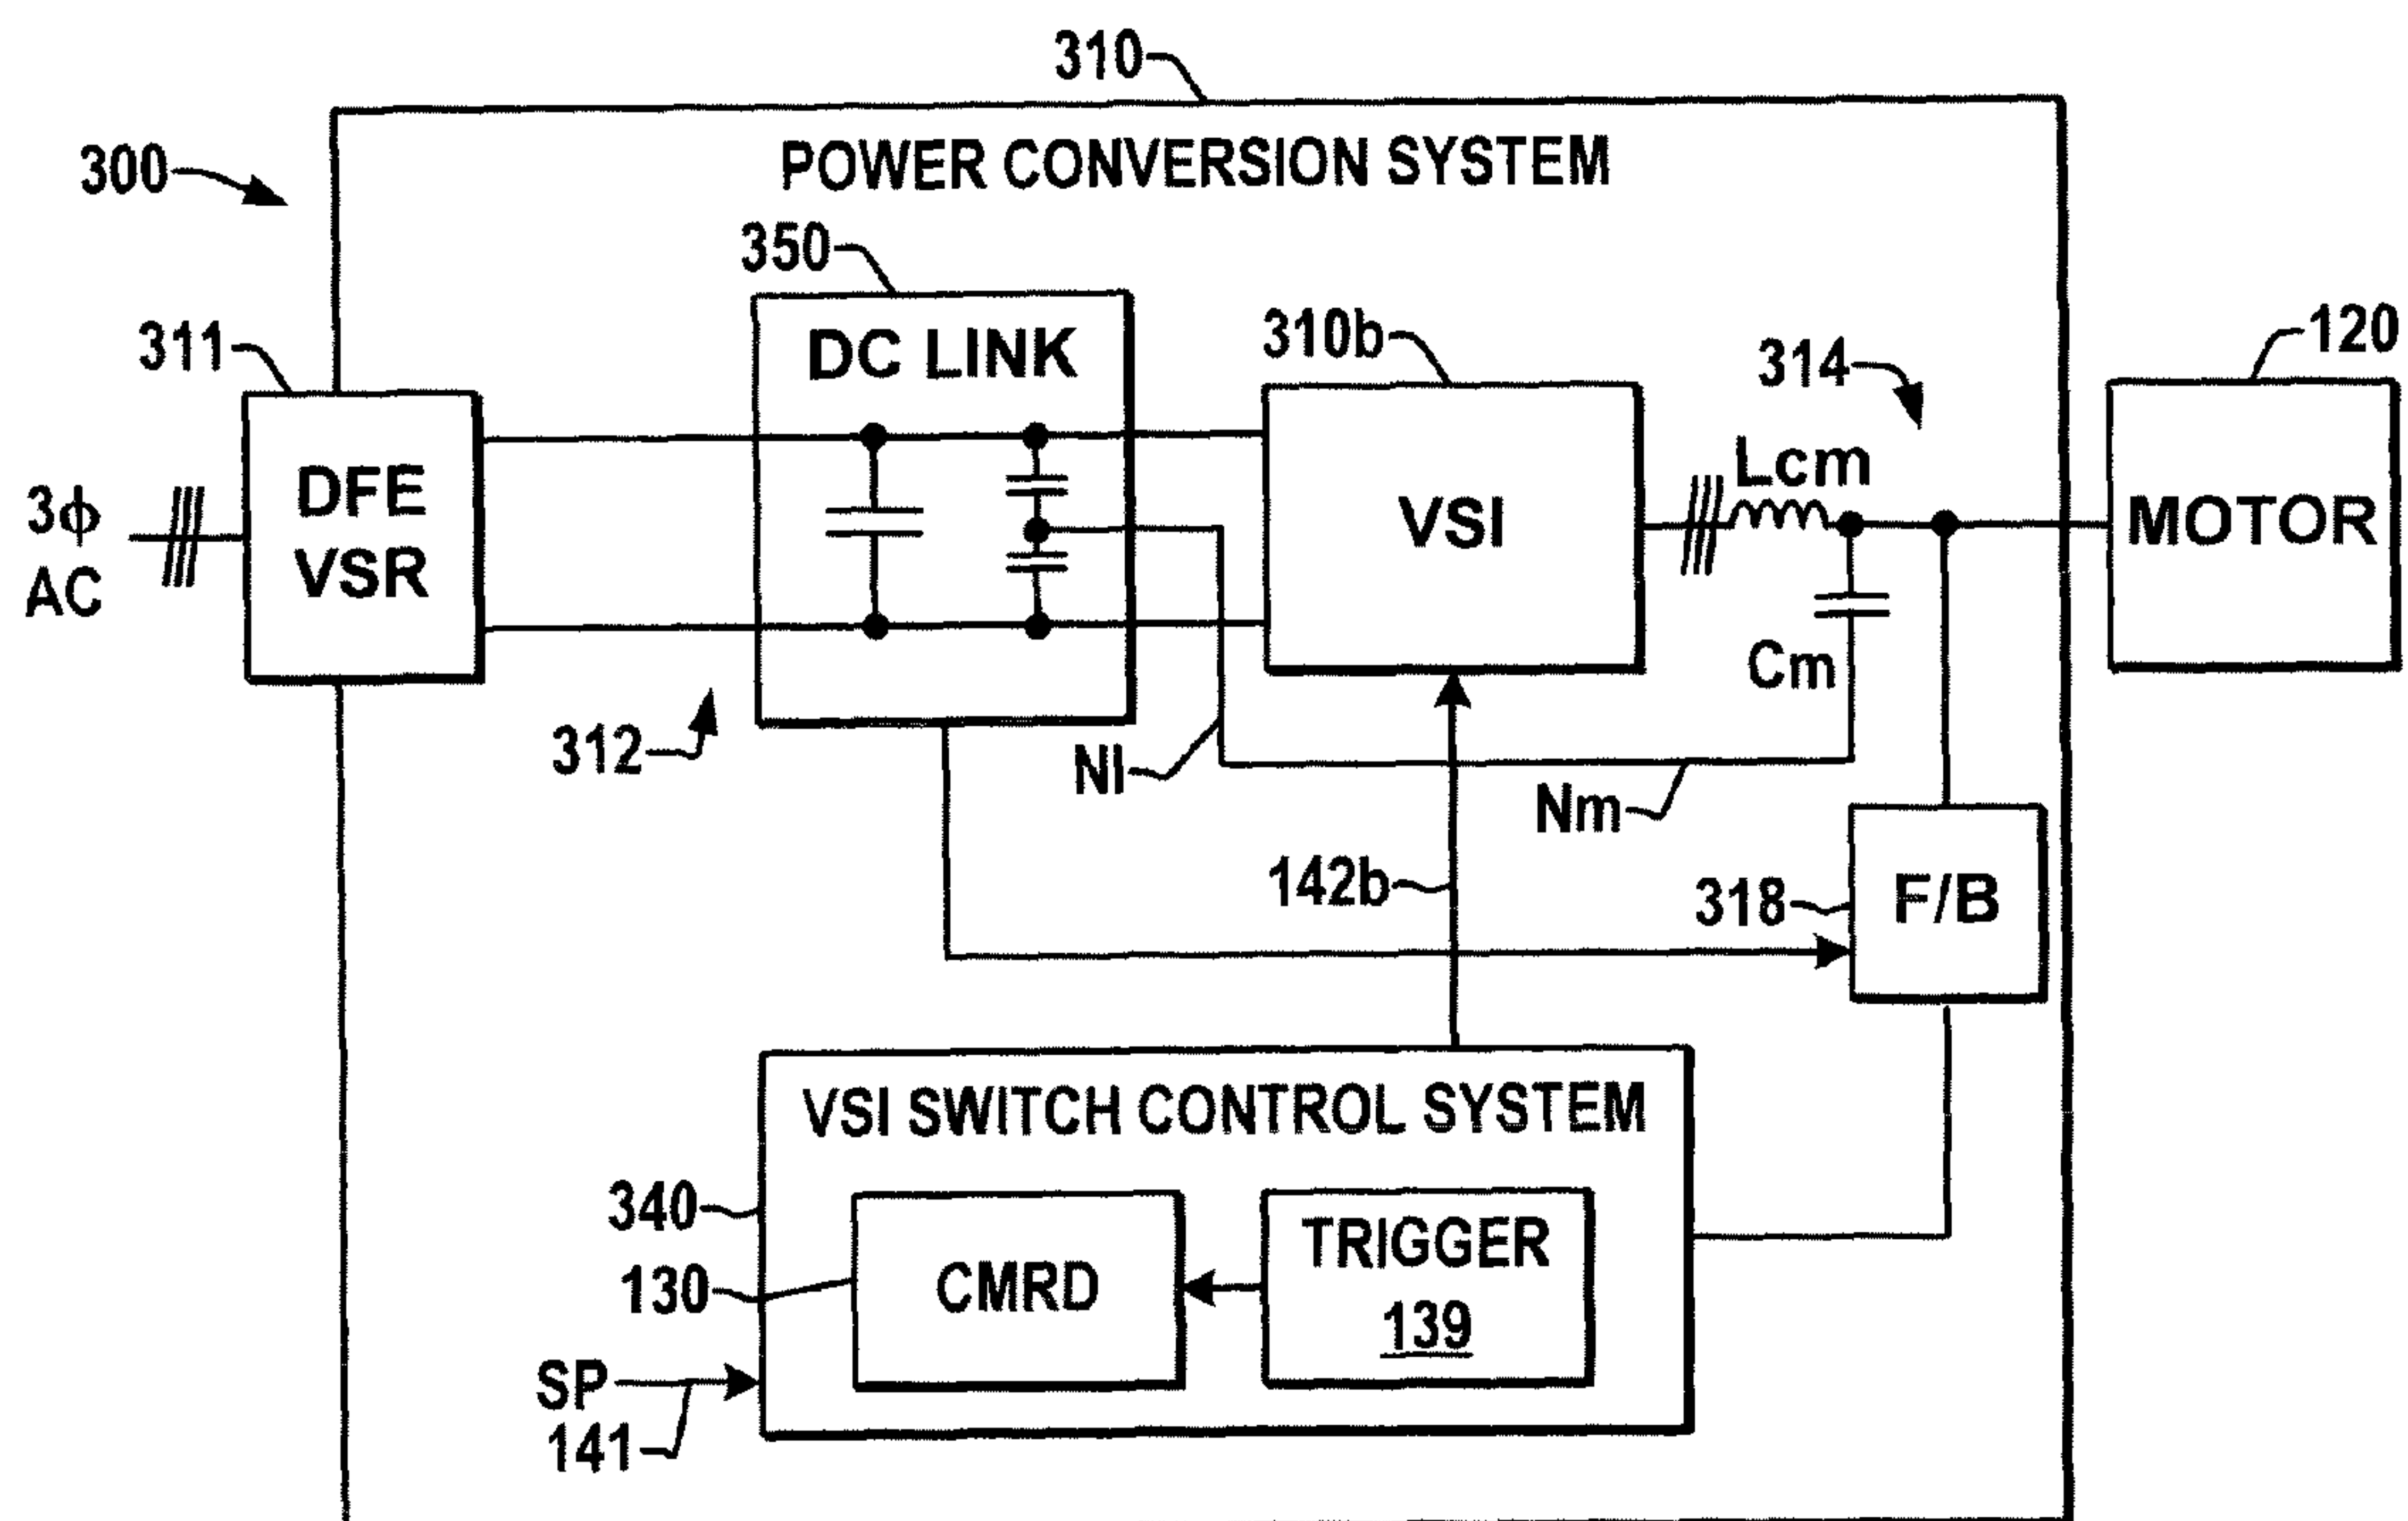 310
POWER CONVERSION SYSTEM
300
350
DC LINK
311
310b
314
120
3ϕ
AC
DFE
VSR
VSI
Lcm
MOTOR
Cm
312
NI
Nm
142b
318
F/B
VSI SWITCH CONTROL SYSTEM
340
130
CMRD
TRIGGER
139
SP
141